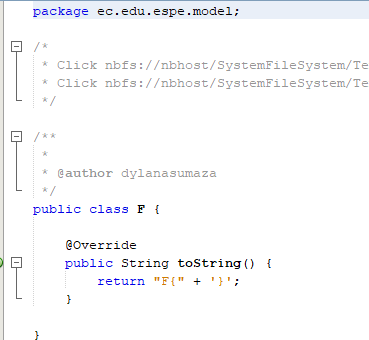 package ec.edu.espe.model;
/*
 * Click nbfs://nbhost/SystemFileSystem/Te
 * Click nbfs://nbhost/SystemFileSystem/Te
 */
/**
 *
 * @author dylanasumaza
 */
public class F {
    @Override
    public String toString() {
        return "F{" + '}';
    }
}